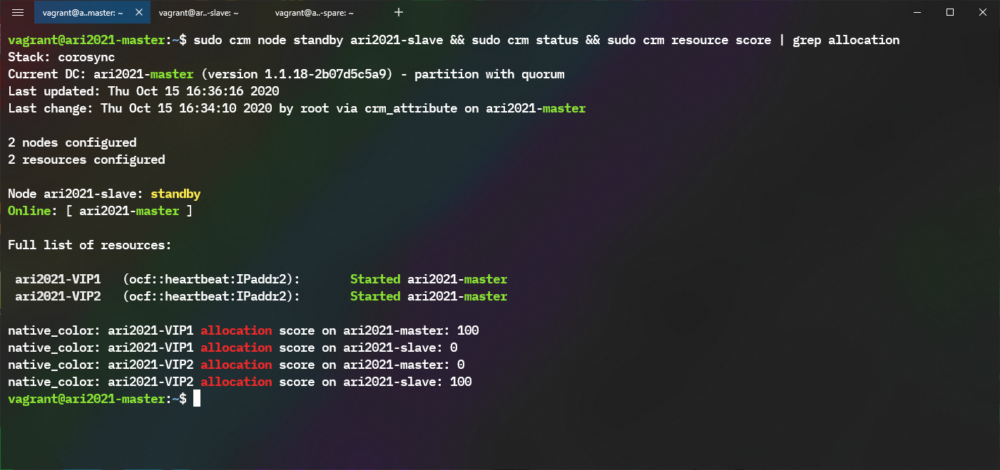 vagrant@a..master: ~ vagrant@ar..-slave: ~ vagrant@a..-spare: ~
vagrant@ari2021-master:~$ sudo crm node standby ari2021-slave && sudo crm status && sudo crm resource score | grep allocation
Stack: corosync
Current DC: ari2021-master (version 1.1.18-2b07d5c5a9) - partition with quorum
Last updated: Thu Oct 15 16:36:16 2020
Last change: Thu Oct 15 16:34:10 2020 by root via crm_attribute on ari2021-master
2 nodes configured
2 resources configured
Node ari2021-slave: standby
Online: [ ari2021-master ]
Full list of resources:
ari2021-VIP1 (ocf::heartbeat:IPaddr2): Started ari2021-master
ari2021-VIP2 (ocf::heartbeat:IPaddr2): Started ari2021-master
native_color: ari2021-VIP1 allocation score on ari2021-master: 100
native_color: ari2021-VIP1 allocation score on ari2021-slave: 0
native_color: ari2021-VIP2 allocation score on ari2021-master: 0
native_color: ari2021-VIP2 allocation score on ari2021-slave: 100
vagrant@ari2021-master:~$